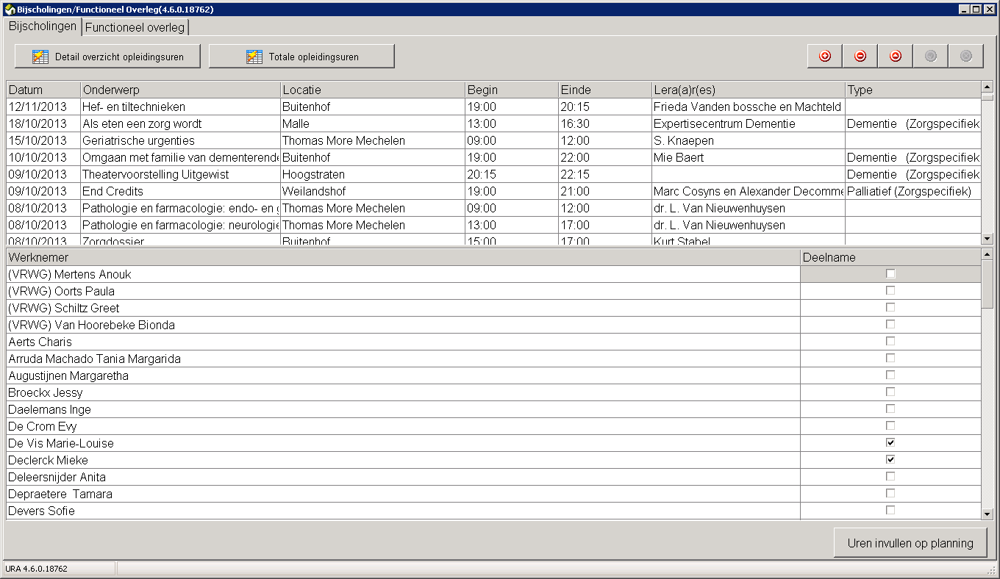 Bijscholingen/Functioneel Overleg(4.6.0.18762)
Bijscholingen Functioneel overleg
Detail overzicht opleidingsuren Totale opleidingsuren
Datum Onderwerp Locatie Begin Einde Lera(a)r(es) Type
12/11/2013 Hef- en tiltechnieken Buitenhof 19:00 20:15 Frieda Vanden bossche en Machteld
18/10/2013 Als eten een zorg wordt Malle 13:00 16:30 Expertisecentrum Dementie Dementie (Zorgspecifiek
15/10/2013 Geriatrische urgenties Thomas More Mechelen 09:00 12:00 S. Knaepen
10/10/2013 Omgaan met familie van dementerende Buitenhof 19:00 22:00 Mie Baert Dementie (Zorgspecifiek
09/10/2013 Theatervoorstelling Uitgewist Hoogstraten 20:15 22:15 Dementie (Zorgspecifiek
09/10/2013 End Credits Weilandshof 19:00 21:00 Marc Cosyns en Alexander Decomme Palliatief (Zorgspecifiek)
08/10/2013 Pathologie en farmacologie: endo- en Thomas More Mechelen 09:00 12:00 dr. L. Van Nieuwenhuysen
08/10/2013 Pathologie en farmacologie: neurologie Thomas More Mechelen 13:00 17:00 dr. L. Van Nieuwenhuysen
08/10/2013 Zorgdossier Buitenhof 15:00 17:00 Kurt Stabel
Werknemer Deelname
(VRWG) Mertens Anouk
(VRWG) Oorts Paula
(VRWG) Schiltz Greet
(VRWG) Van Hoorebeke Bionda
Aerts Charis
Arruda Machado Tania Margarida
Augustijnen Margaretha
Broeckx Jessy
Daelemans Inge
De Crom Evy
De Vis Marie-Louise
Declerck Mieke
Deleersnijder Anita
Depraetere Tamara
Devers Sofie
Uren invullen op planning
URA 4.6.0.18762